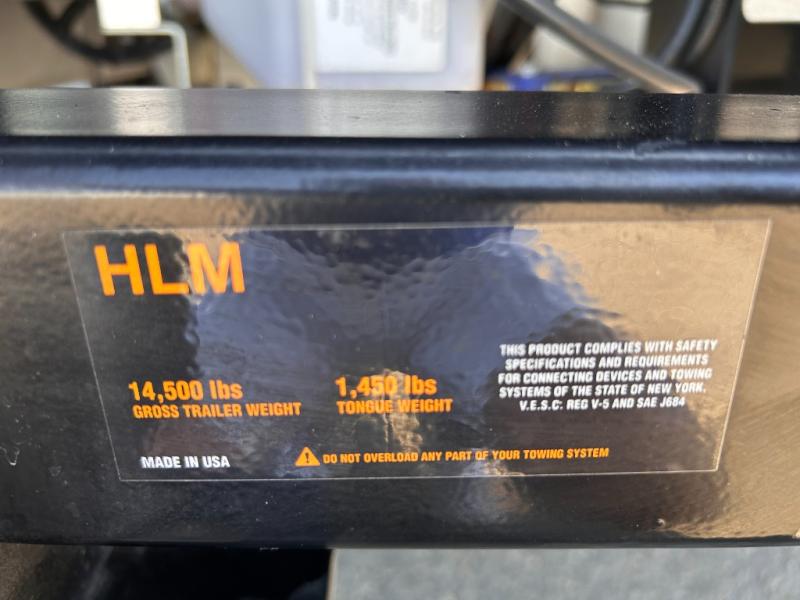 HLM
14,500 lbs
GROSS TRAILER WEIGHT
1,450 lbs
TONGUE WEIGHT
THIS PRODUCT COMPLIES WITH SAFETY
SPECIFICATIONS AND REQUIREMENTS
FOR CONNECTING DEVICES AND TOWING
SYSTEMS OF THE STATE OF NEW YORK.
V.E.S.C: REG V-5 AND SAE J684
MADE IN USA
DO NOT OVERLOAD ANY PART OF YOUR TOWING SYSTEM